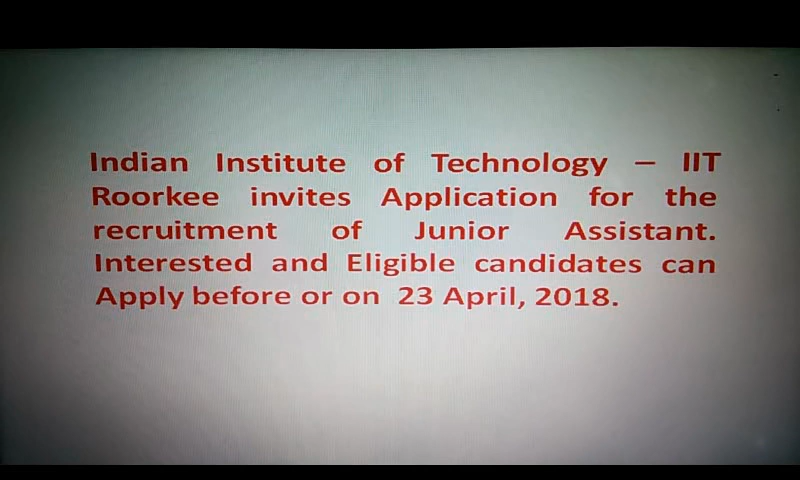 Indian Institute of Technology – IIT
Roorkee invites Application for the
recruitment of Junior Assistant.
Interested and Eligible candidates can
Apply before or on 23 April, 2018.